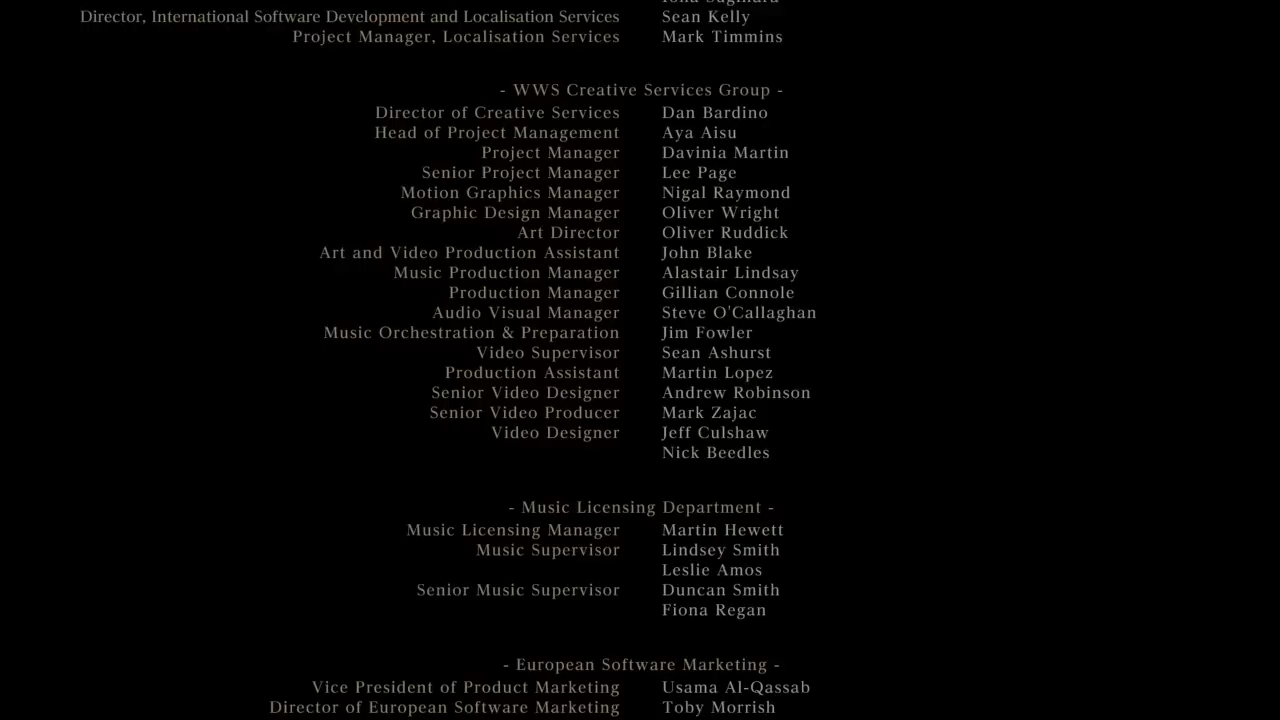 Director, International Software Development and Localisation Services Sean Kelly
Project Manager, Localisation Services Mark Timmins
- WWS Creative Services Group -
Director of Creative Services Dan Bardino
Head of Project Management Aya Aisu
Project Manager Davinia Martin
Senior Project Manager Lee Page
Motion Graphics Manager Nigal Raymond
Graphic Design Manager Oliver Wright
Art Director Oliver Ruddick
Art and Video Production Assistant John Blake
Music Production Manager Alastair Lindsay
Production Manager Gillian Connole
Audio Visual Manager Steve O'Callaghan
Music Orchestration & Preparation Jim Fowler
Video Supervisor Sean Ashurst
Production Assistant Martin Lopez
Senior Video Designer Andrew Robinson
Senior Video Producer Mark Zajac
Video Designer Jeff Culshaw
Nick Beedles
- Music Licensing Department -
Music Licensing Manager Martin Hewett
Music Supervisor Lindsey Smith
Leslie Amos
Senior Music Supervisor Duncan Smith
Fiona Regan
- European Software Marketing -
Vice President of Product Marketing Usama Al-Qassab
Director of European Software Marketing Toby Morrish